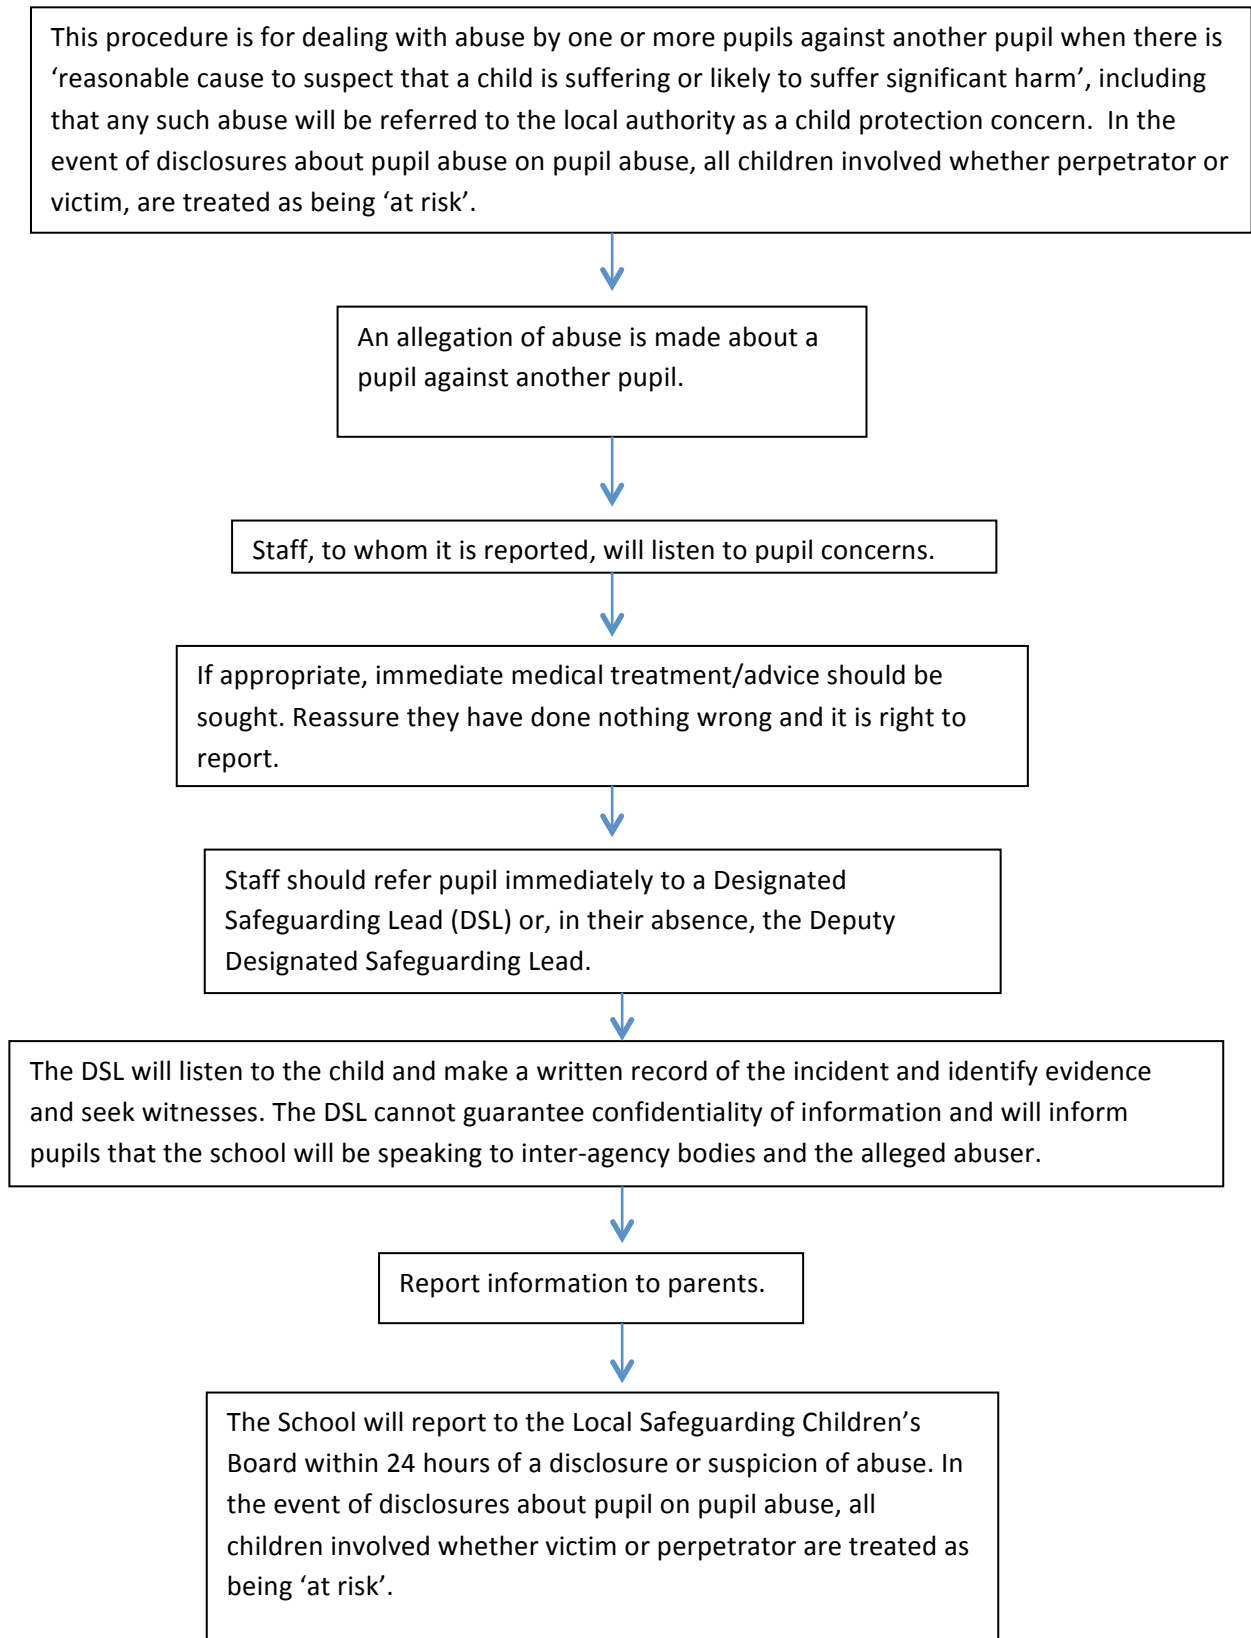 This procedure is for dealing with abuse by one or more pupils against another pupil when there is
‘reasonable cause to suspect that a child is suffering or likely to suffer significant harm’, including
that any such abuse will be referred to the local authority as a child protection concern.  In the
event of disclosures about pupil abuse on pupil abuse, all children involved whether perpetrator or
victim, are treated as being ‘at risk’.
An allegation of abuse is made about a
pupil against another pupil.
Staff, to whom it is reported, will listen to pupil concerns.
If appropriate, immediate medical treatment/advice should be
sought. Reassure they have done nothing wrong and it is right to
report.
Staff should refer pupil immediately to a Designated
Safeguarding Lead (DSL) or, in their absence, the Deputy
Designated Safeguarding Lead.
The DSL will listen to the child and make a written record of the incident and identify evidence
and seek witnesses. The DSL cannot guarantee confidentiality of information and will inform
pupils that the school will be speaking to inter-agency bodies and the alleged abuser.
Report information to parents.
The School will report to the Local Safeguarding Children’s
Board within 24 hours of a disclosure or suspicion of abuse. In
the event of disclosures about pupil on pupil abuse, all
children involved whether victim or perpetrator are treated as
being ‘at risk’.